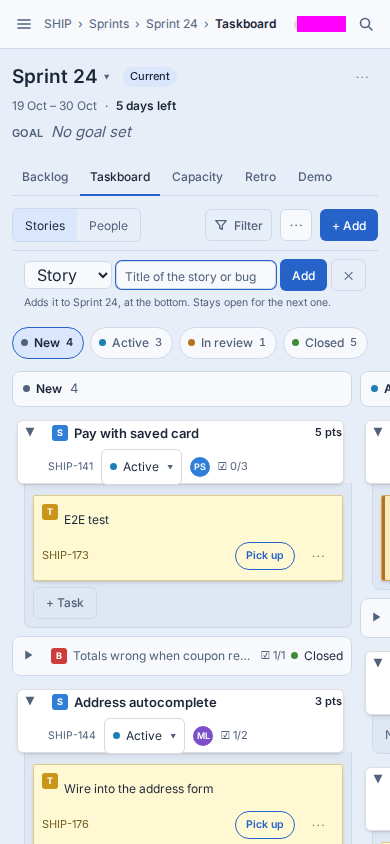 SHIP › Sprints › Sprint 24 › Taskboard
Sprint 24 Current
19 Oct – 30 Oct · 5 days left
GOAL No goal set
Backlog Taskboard Capacity Retro Demo
Stories People Filter ... + Add
Story Title of the story or bug Add
Adds it to Sprint 24, at the bottom. Stays open for the next one.
New 4 Active 3 In review 1 Closed 5
New 4 A
S Pay with saved card 5 pts
SHIP-141 Active PS 0/3
T E2E test
SHIP-173 Pick up ...
+ Task
B Totals wrong when coupon re... 1/1 Closed
S Address autocomplete 3 pts
SHIP-144 Active ML 1/2
T Wire into the address form
SHIP-176 Pick up ...